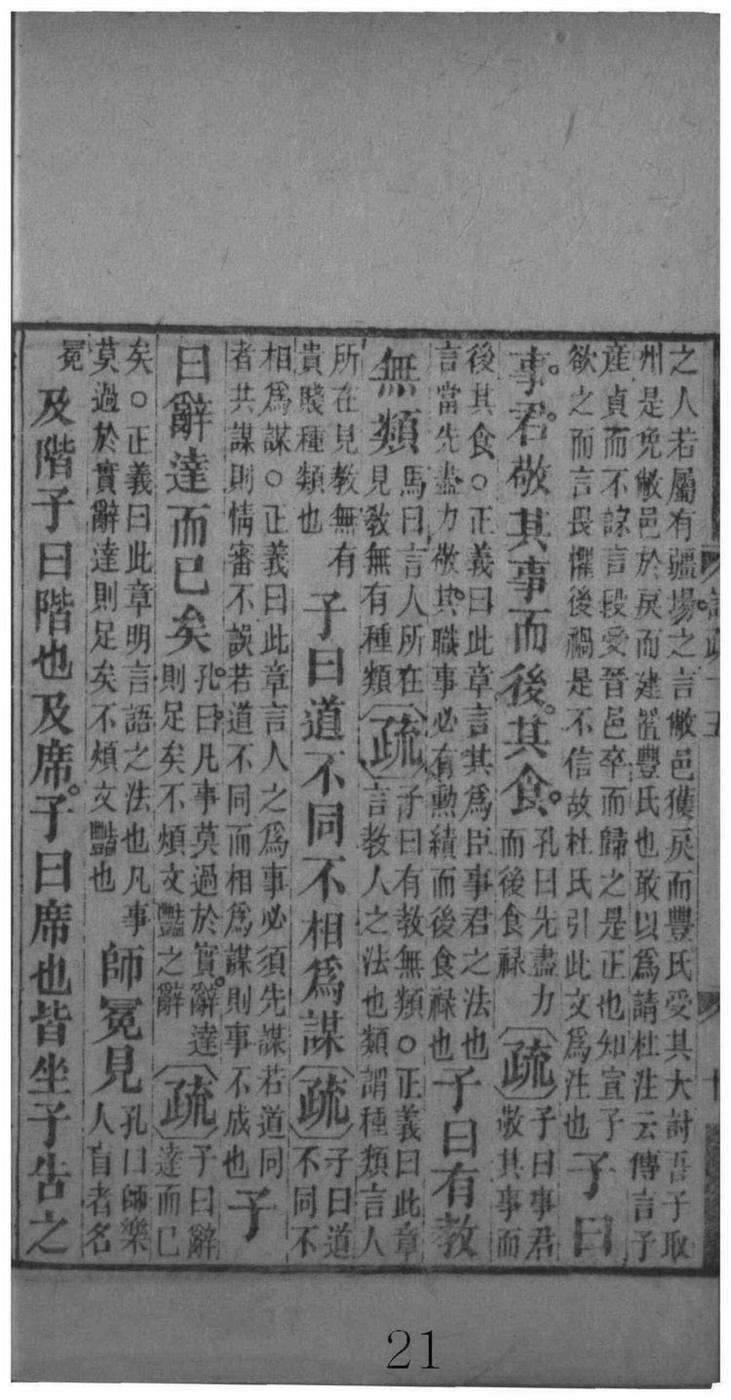 之人若屬有疆場之言敝邑獲戾而豐氏受其大討吾子取
州是免敝邑於戾而建寘豐氏也敢以爲請杜注云傳言子
産貞而不諒言段受晉邑卒而歸之是正也知宣子
欲之而言畏懼後禍是不信故杜氏引此文爲注也
子曰
事君敬其事而後其食
孔曰先盡力
而後食祿
疏
子曰事君
敬其事而
後其食○正義曰此章言其爲臣事君之法也
言當先盡力敬其職事必有勳績而後食祿也
子曰有教
無類
馬曰言人所在
見教無有種類
疏
子曰有教無類○正義曰此章
言教人之法也類謂種類言人
所在見教無有
貴賤種類也
子曰道不同不相爲謀
疏
子曰道
不同不
相爲謀○正義曰此章言人之爲事必須先謀若道同
者共謀則情審不誤若道不同而相爲謀則事不成也
子
曰辭達而已矣
孔曰凡事莫過於實辭達
則足矣不煩文豔之辭
疏
子曰辭
達而已
矣○正義曰此章明言語之法也凡事
莫過於實辭達則足矣不煩文豔也
師冕見
孔曰師樂
人盲者名
冕
及階子曰階也及席子曰席也皆坐子告之
21